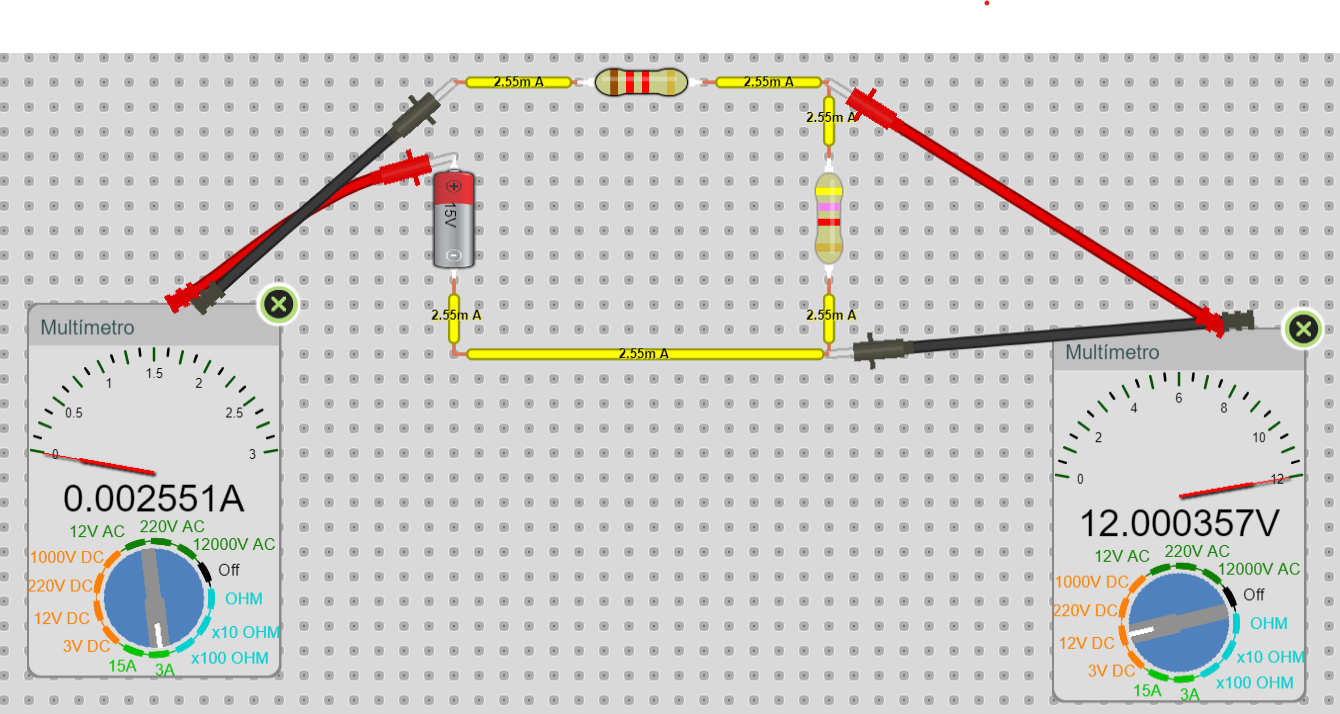 2.55m A
2.55m A
2.55m A
15V
2.55m A
2.55m A
2.55m A
Multímetro
0
0.5
1
1.5
2
2.5
3
0.002551A
12V AC
220V AC
12000V AC
1000V DC
Off
220V DC
OHM
12V DC
x10 OHM
3V DC
x100 OHM
15A
3A
Multímetro
0
2
4
6
8
10
12
12.000357V
12V AC
220V AC
12000V AC
1000V DC
Off
220V DC
OHM
12V DC
x10 OHM
3V DC
x100 OHM
15A
3A